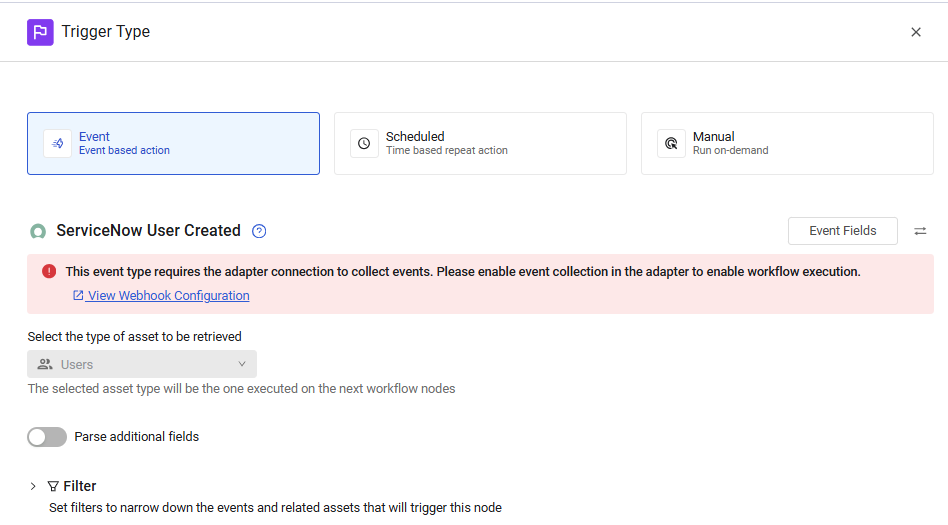 Trigger Type
Event
Event based action
Scheduled
Time based repeat action
Manual
Run on-demand
ServiceNow User Created
Event Fields
This event type requires the adapter connection to collect events. Please enable event collection in the adapter to enable workflow execution.
View Webhook Configuration
Select the type of asset to be retrieved
Users
The selected asset type will be the one executed on the next workflow nodes
Parse additional fields
Filter
Set filters to narrow down the events and related assets that will trigger this node